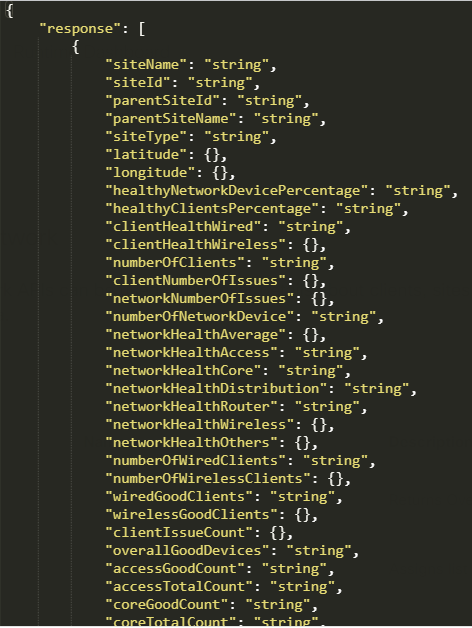 {
"response": [
{
"siteName": "string",
"siteId": "string",
"parentSiteId": "string",
"parentSiteName": "string",
"siteType": "string",
"latitude": {},
"longitude": {},
"healthyNetworkDevicePercentage": "string",
"healthyClientsPercentage": "string",
"clientHealthWired": "string",
"clientHealthWireless": {},
"numberOfClients": "string",
"clientNumberOfIssues": {},
"networkNumberOfIssues": {},
"numberOfNetworkDevice": "string",
"networkHealthAverage": {},
"networkHealthAccess": "string",
"networkHealthCore": "string",
"networkHealthDistribution": "string",
"networkHealthRouter": "string",
"networkHealthWireless": {},
"networkHealthOthers": {},
"numberOfWiredClients": "string",
"numberOfWirelessClients": {},
"wiredGoodClients": "string",
"wirelessGoodClients": {},
"clientIssueCount": {},
"overallGoodDevices": "string",
"accessGoodCount": "string",
"accessTotalCount": "string",
"coreGoodCount": "string",
"coreTotalCount": "string",